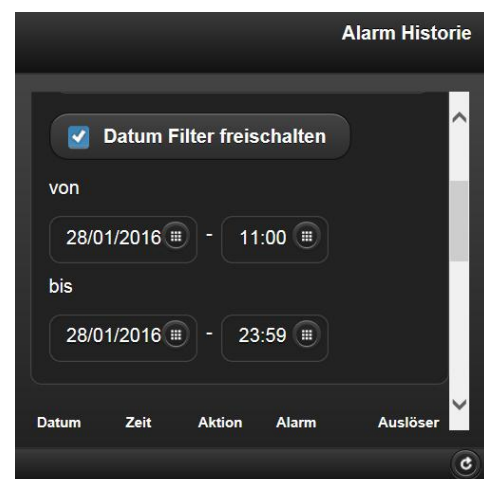 Alarm Historie
Datum Filter freischalten
von
28/01/2016 - 11:00
bis
28/01/2016 - 23:59
Datum Zeit Aktion Alarm Auslöser